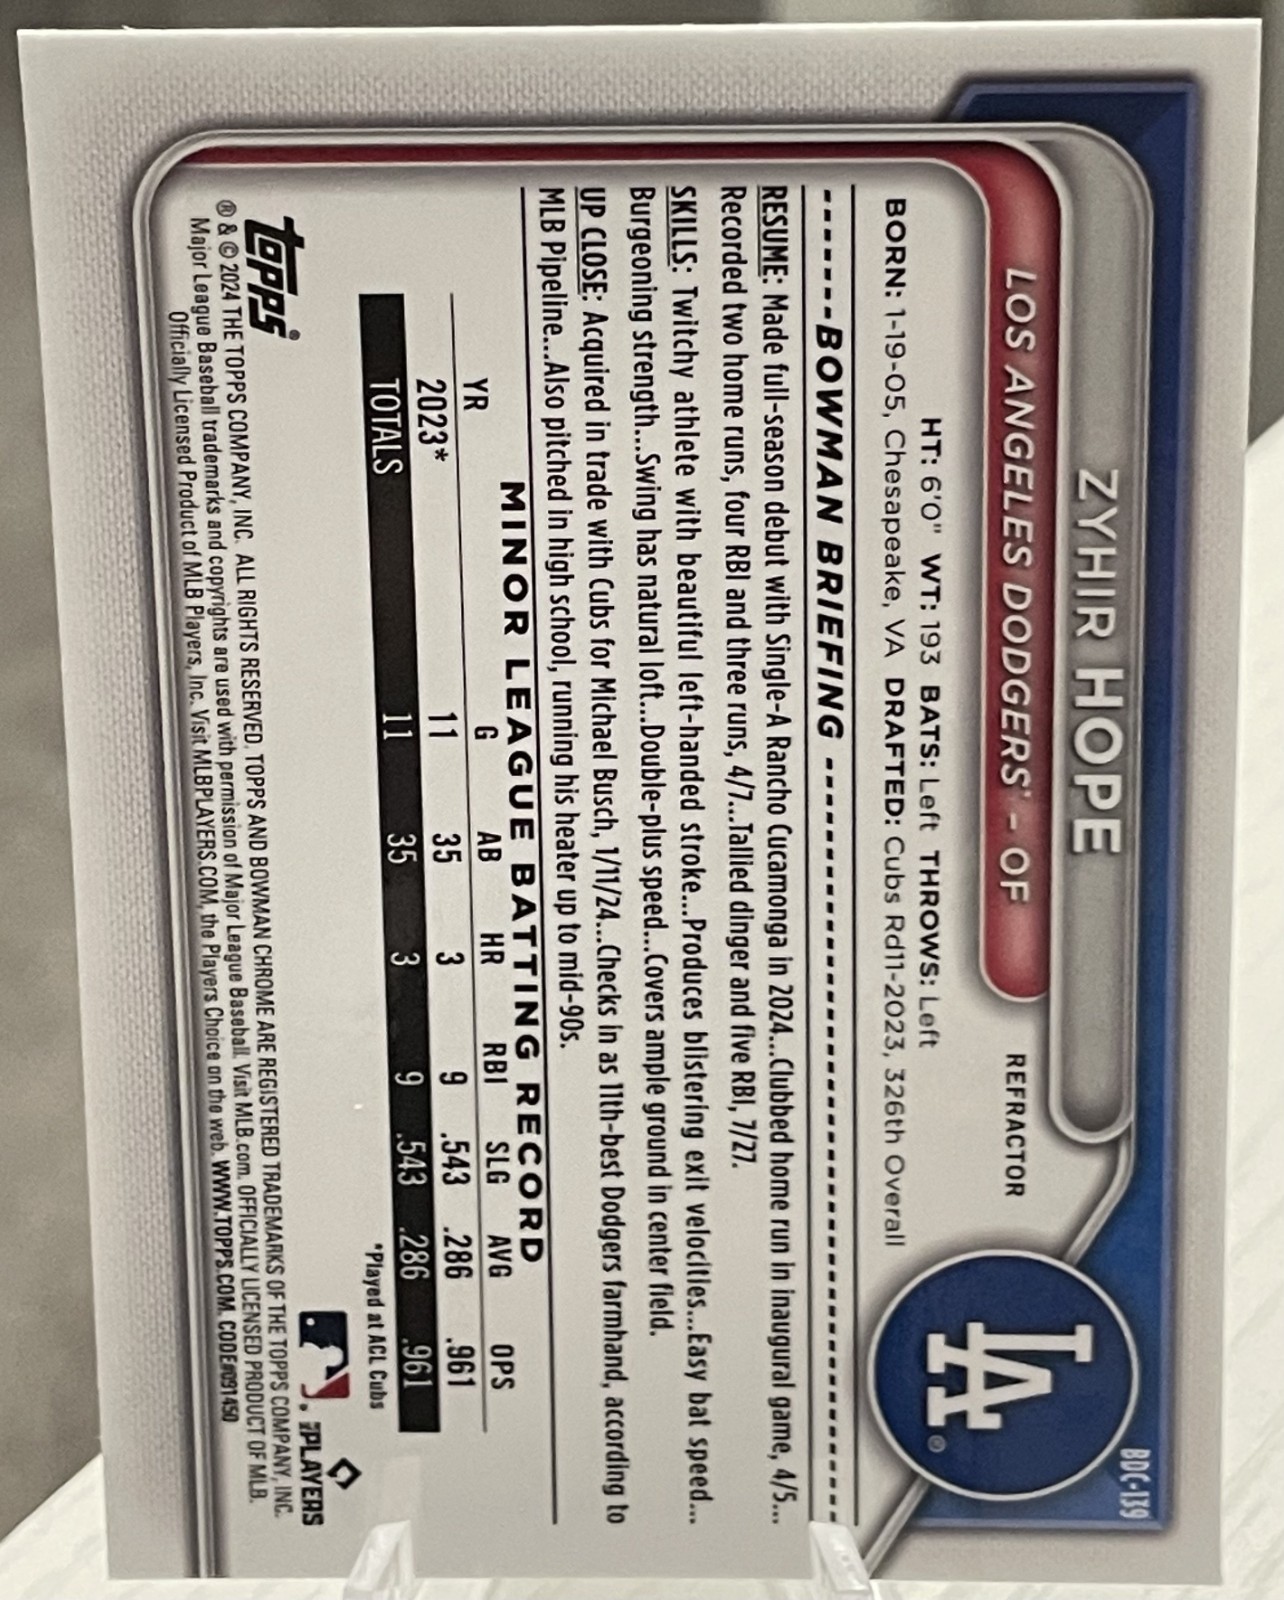 BDC-139
ZYHIR HOPE
LOS ANGELES DODGERS® - OF
REFRACTOR
LA®
HT: 6'0" WT: 193 BATS: Left THROWS: Left
BORN: 1-19-05, Chesapeake, VA DRAFTED: Cubs Rd11-2023, 326th Overall
BOWMAN BRIEFING
RESUME: Made full-season debut with Single-A Rancho Cucamonga in 2024...Clubbed home run in inaugural game, 4/5...
Recorded two home runs, four RBI and three runs, 4/7...Tallied dinger and five RBI, 7/27.
SKILLS: Twitchy athlete with beautiful left-handed stroke...Produces blistering exit velocities...Easy bat speed...
Burgeoning strength...Swing has natural loft...Double-plus speed...Covers ample ground in center field.
UP CLOSE: Acquired in trade with Cubs for Michael Busch, 1/11/24...Checks in as 11th-best Dodgers farmhand, according to
MLB Pipeline...Also pitched in high school, running his heater up to mid-90s.
MINOR LEAGUE BATTING RECORD
YR G AB HR RBI SLG AVG OPS
2023* 11 35 3 9 .543 .286 .961
TOTALS 11 35 3 9 .543 .286 .961
*Played at ACL Cubs
Topps®
PLAYERS
® & © 2024 THE TOPPS COMPANY, INC. ALL RIGHTS RESERVED. TOPPS AND BOWMAN CHROME ARE REGISTERED TRADEMARKS OF THE TOPPS COMPANY, INC.
Major League Baseball trademarks and copyrights are used with permission of Major League Baseball. Visit MLB.com. OFFICIALLY LICENSED PRODUCT OF MLB.
Officially Licensed Product of MLB Players, Inc. Visit MLBPLAYERS.COM, the Players Choice on the web. WWW.TOPPS.COM. CODE#091450